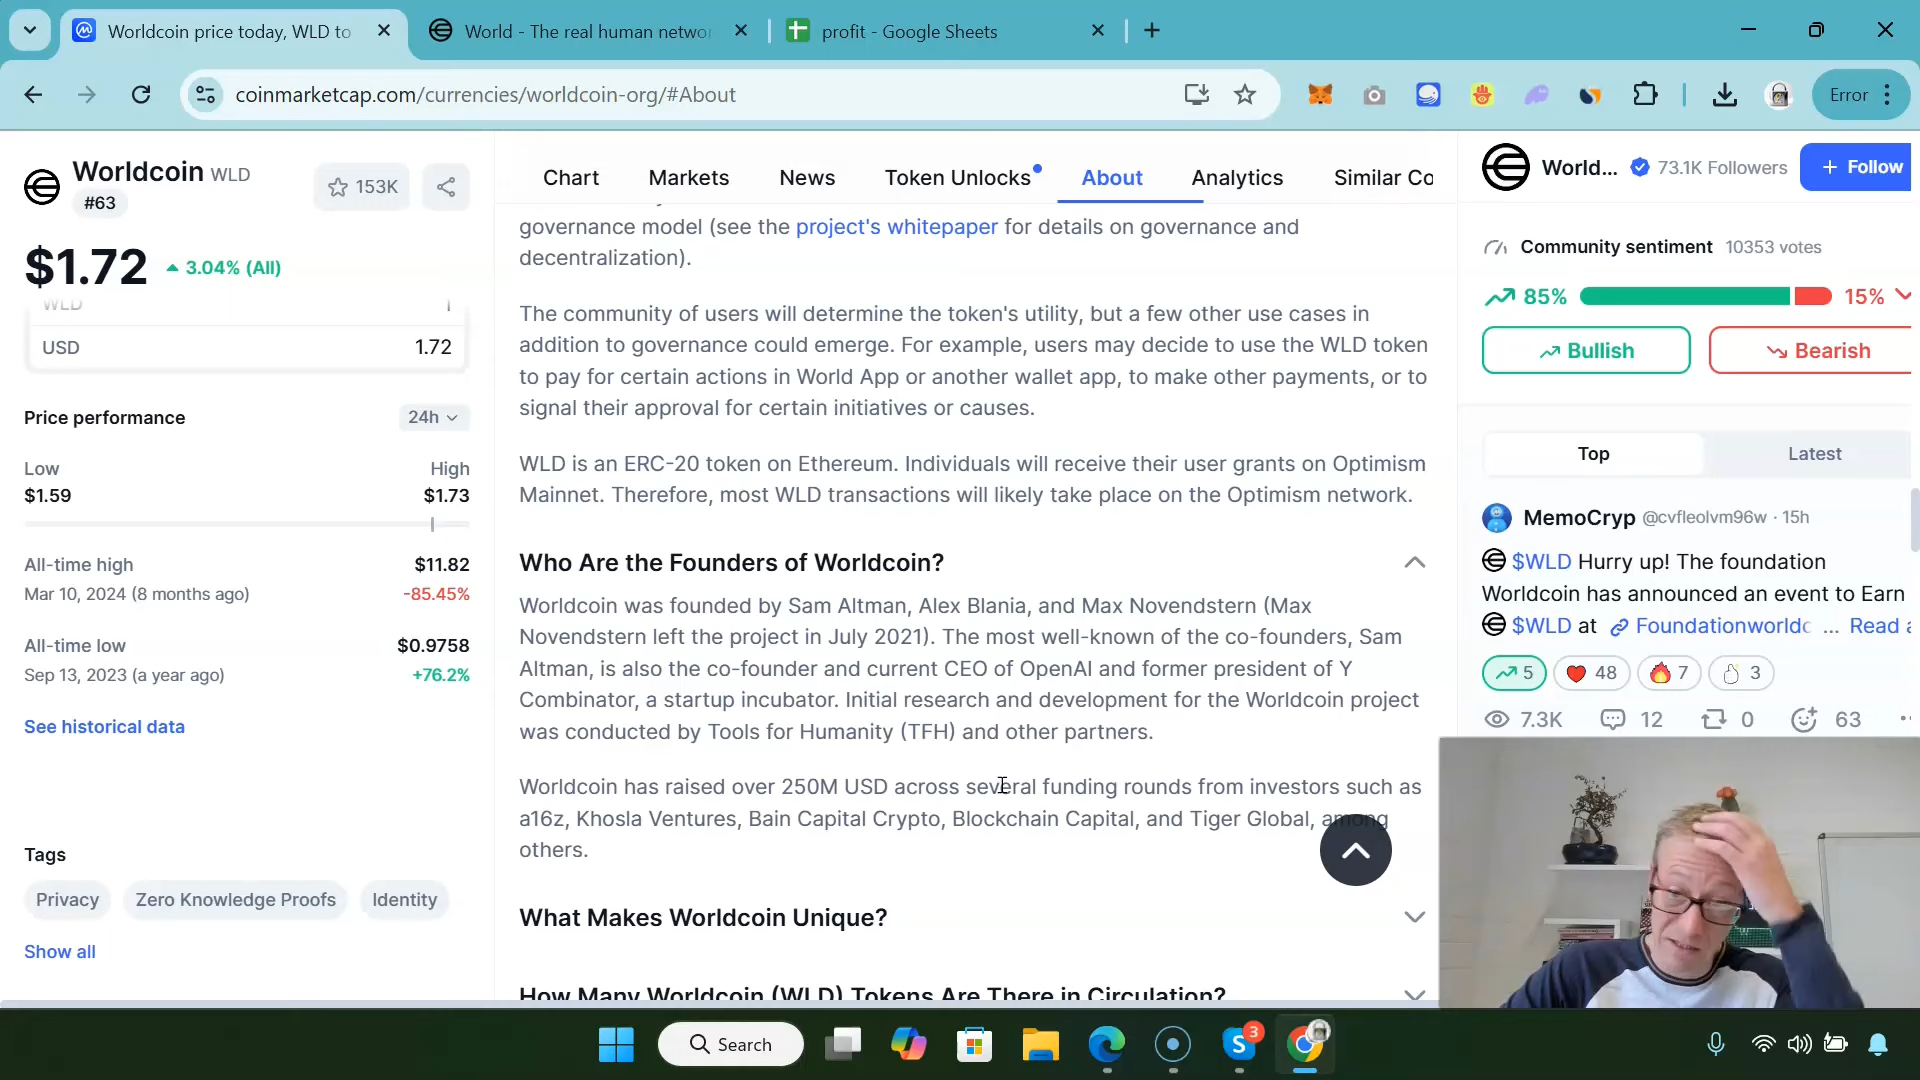 Worldcoin price today, WLD to
World - The real human netwo
profit - Google Sheets
coinmarketcap.com/currencies/worldcoin-org/#About
Error
Worldcoin WLD
153K
#63
$1.72 3.04% (All)
WLD 1
USD 1.72
Price performance 24h
Low High
$1.59 $1.73
All-time high $11.82
Mar 10, 2024 (8 months ago) -85.45%
All-time low $0.9758
Sep 13, 2023 (a year ago) +76.2%
See historical data
Tags
Privacy Zero Knowledge Proofs Identity
Show all
Chart Markets News Token Unlocks About Analytics Similar Co
governance model (see the project's whitepaper for details on governance and
decentralization).
The community of users will determine the token's utility, but a few other use cases in
addition to governance could emerge. For example, users may decide to use the WLD token
to pay for certain actions in World App or another wallet app, to make other payments, or to
signal their approval for certain initiatives or causes.
WLD is an ERC-20 token on Ethereum. Individuals will receive their user grants on Optimism
Mainnet. Therefore, most WLD transactions will likely take place on the Optimism network.
Who Are the Founders of Worldcoin?
Worldcoin was founded by Sam Altman, Alex Blania, and Max Novendstern (Max
Novendstern left the project in July 2021). The most well-known of the co-founders, Sam
Altman, is also the co-founder and current CEO of OpenAI and former president of Y
Combinator, a startup incubator. Initial research and development for the Worldcoin project
was conducted by Tools for Humanity (TFH) and other partners.
Worldcoin has raised over 250M USD across several funding rounds from investors such as
a16z, Khosla Ventures, Bain Capital Crypto, Blockchain Capital, and Tiger Global, among
others.
What Makes Worldcoin Unique?
How Many Worldcoin (WLD) Tokens Are There in Circulation?
World... 73.1K Followers + Follow
Community sentiment 10353 votes
85% 15%
Bullish Bearish
Top Latest
MemoCryp @cvfleolvm96w · 15h
$WLD Hurry up! The foundation
Worldcoin has announced an event to Earn
$WLD at Foundationworldc ... Read a
5 48 7 3
7.3K 12 0 63
Search
S 3